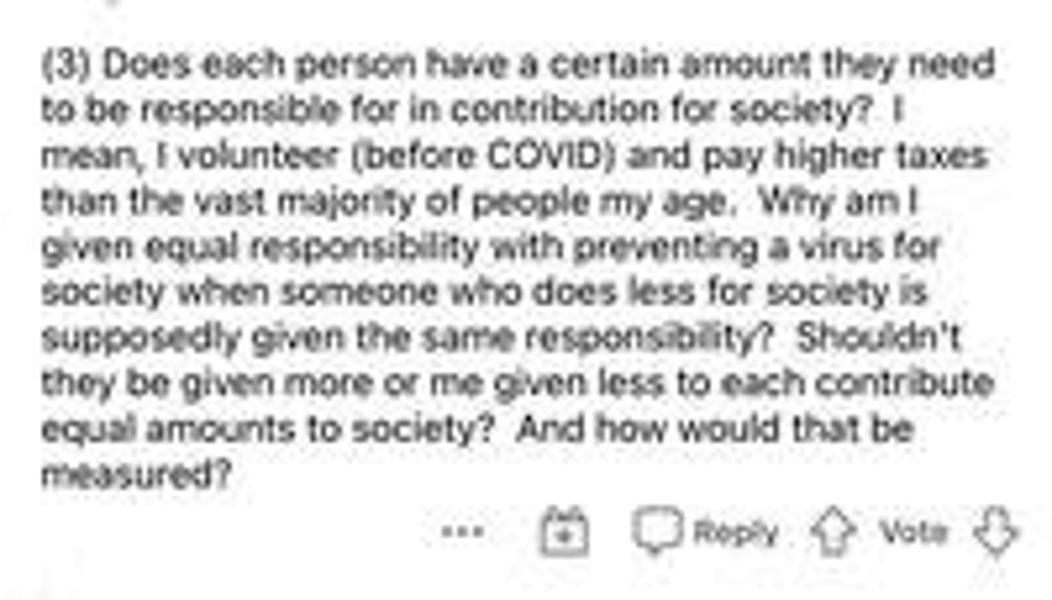 (3) Does each person have a certain amount they need
to be responsible for in contribution for society?  I
mean, I volunteer (before COVID) and pay higher taxes
than the vast majority of people my age.  Why am I
given equal responsibility with preventing a virus for
society when someone who does less for society is
supposedly given the same responsibility?  Shouldn't
they be given more or me given less to each contribute
equal amounts to society?  And how would that be
measured?
... Reply Vote